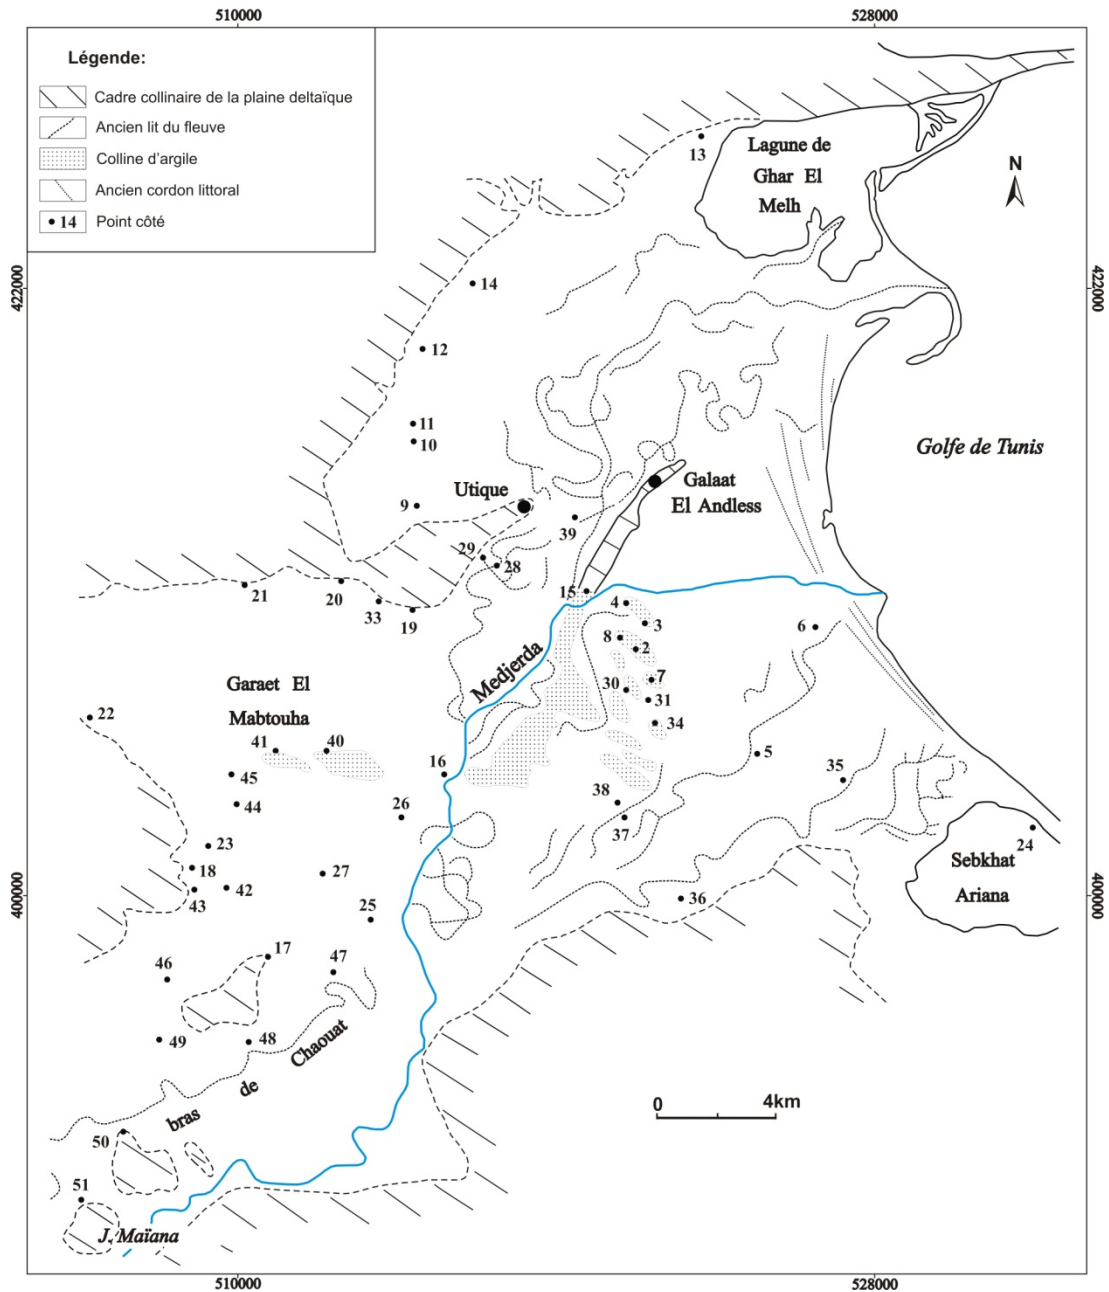 510000
528000
Légende:
Cadre collinaire de la plaine deltaïque
Ancien lit du fleuve
Colline d'argile
Ancien cordon littoral
14 Point côté
13
Lagune de
Ghar El
Melh
N
422000
422000
14
12
11
10
Golfe de Tunis
Utique
Galaat
El Andless
9
39
29
28
21
20
33
19
15
4
3
6
8
2
Medjerda
7
30
31
34
Garaet El
Mabtouha
22
41
40
16
5
35
45
44
38
37
26
24
23
18
43
42
27
Sebkhat
Ariana
400000
400000
36
25
17
47
46
49
48
bras de Chaouat
0 4km
50
51
J. Maïana
510000
528000